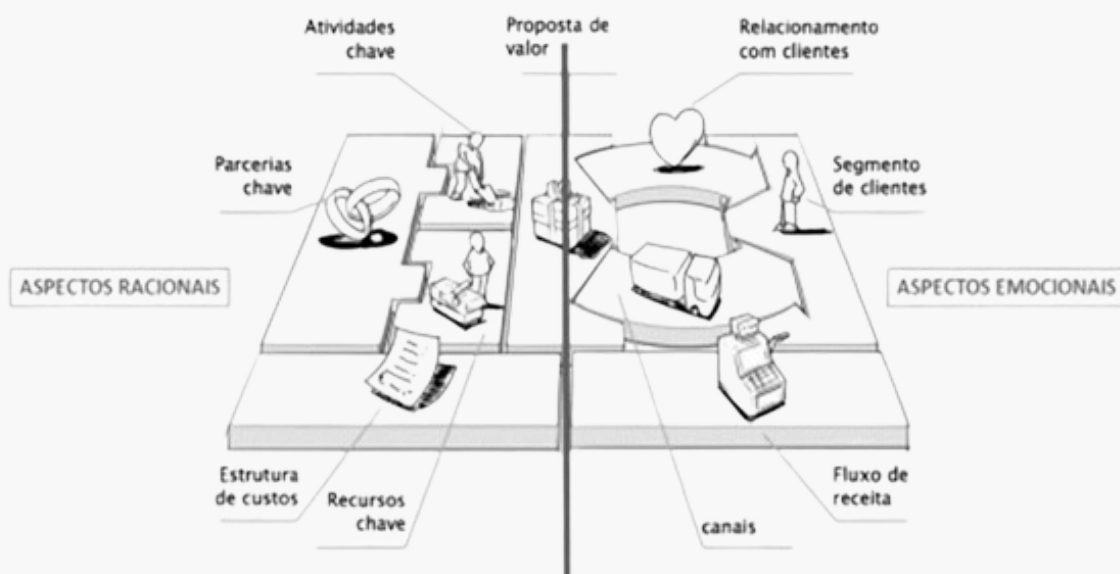 Atividades
chave
Proposta de
valor
Relacionamento
com clientes
Parcerias
chave
Segmento
de clientes
ASPECTOS RACIONAIS
ASPECTOS EMOCIONAIS
Estrutura
de custos
Recursos
chave
canais
Fluxo de
receita